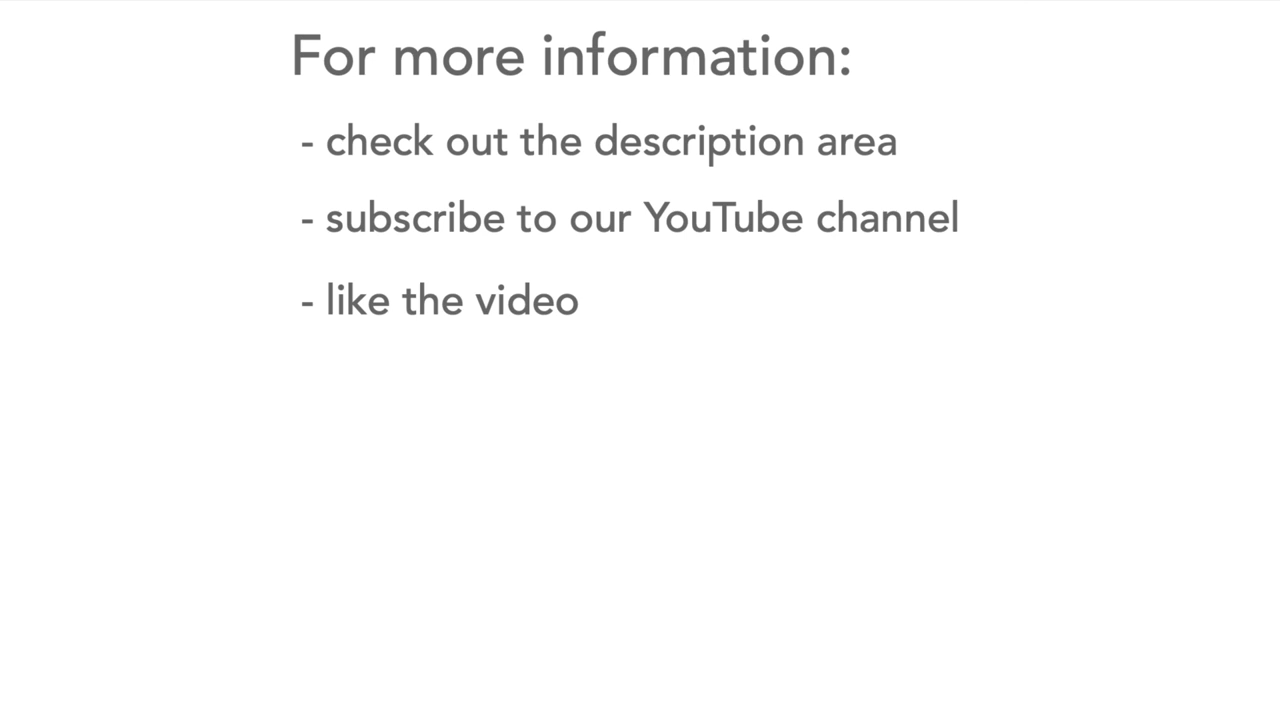 For more information:
- check out the description area
- subscribe to our YouTube channel
- like the video